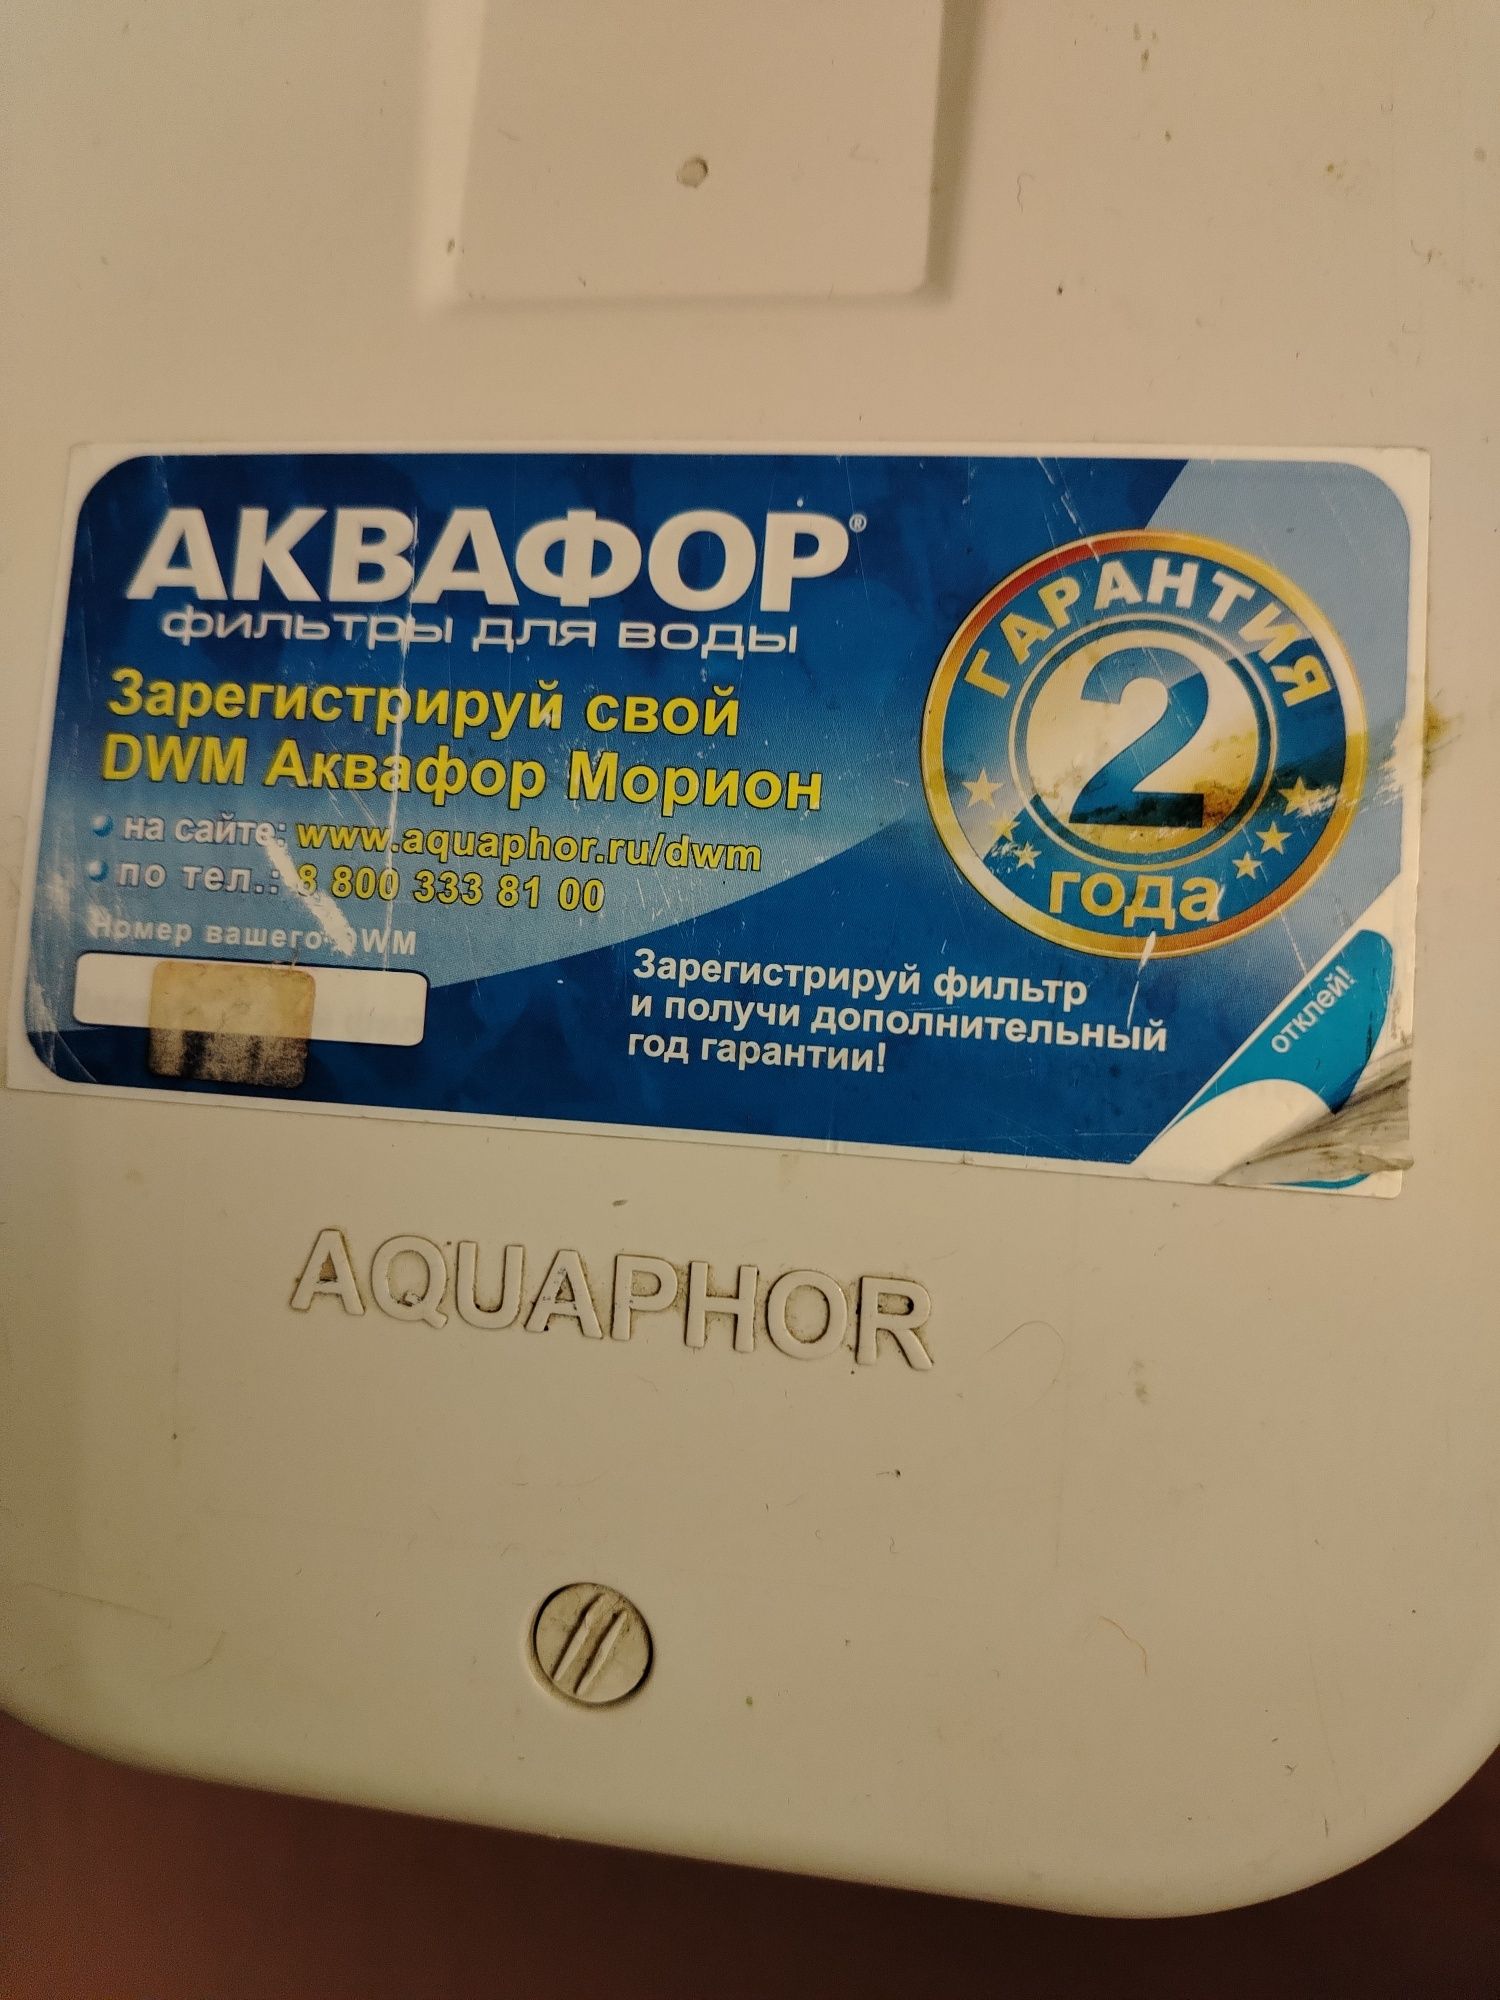 АКВАФОР®
фильтры для воды
Зарегистрируй свой
DWM Аквафор Морион
на сайте: www.aquaphor.ru/dwm
по тел.: 8 800 333 81 00
Номер вашего DWM
ГАРАНТИЯ
2
года
Зарегистрируй фильтр
и получи дополнительный
год гарантии!
отклей!
AQUAPHOR